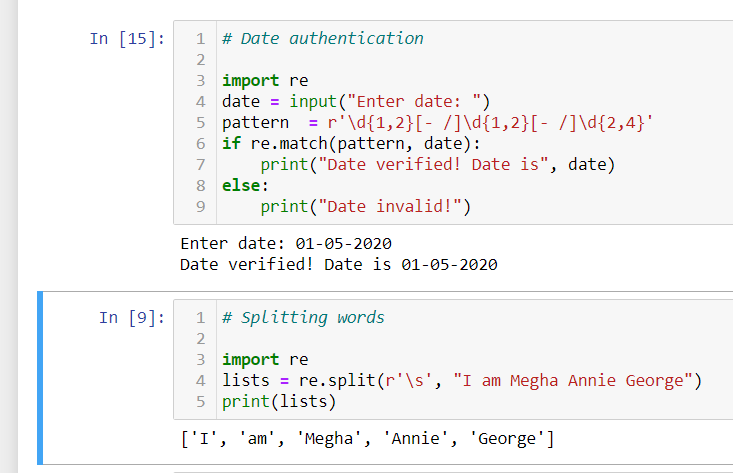 In [15]:
1 # Date authentication
2
3 import re
4 date = input("Enter date: ")
5 pattern  = r'\d{1,2}[- /]\d{1,2}[- /]\d{2,4}'
6 if re.match(pattern, date):
7     print("Date verified! Date is", date)
8 else:
9     print("Date invalid!")
Enter date: 01-05-2020
Date verified! Date is 01-05-2020
In [9]:
1 # Splitting words
2
3 import re
4 lists = re.split(r'\s', "I am Megha Annie George")
5 print(lists)
['I', 'am', 'Megha', 'Annie', 'George']